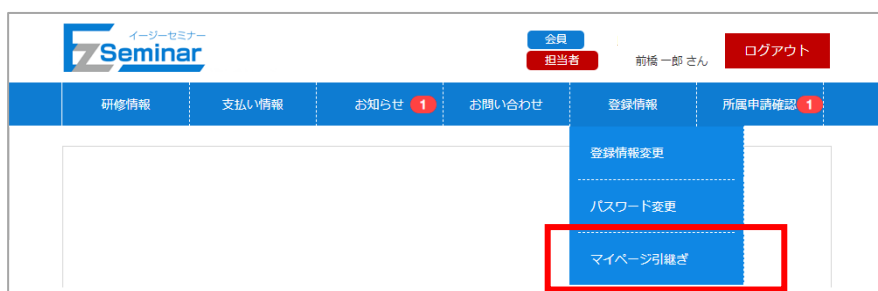 イージーセミナー
EZ Seminar
会員
担当者
前橋 一郎 さん
ログアウト
研修情報
支払い情報
お知らせ 1
お問い合わせ
登録情報
所属申請確認 1
登録情報変更
パスワード変更
マイページ引継ぎ